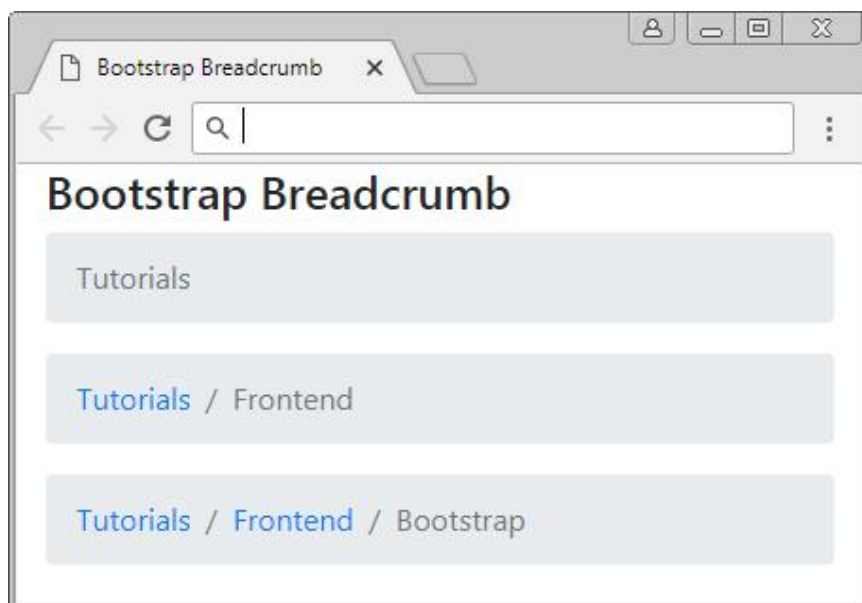 Bootstrap Breadcrumb
Bootstrap Breadcrumb
Tutorials
Tutorials / Frontend
Tutorials / Frontend / Bootstrap